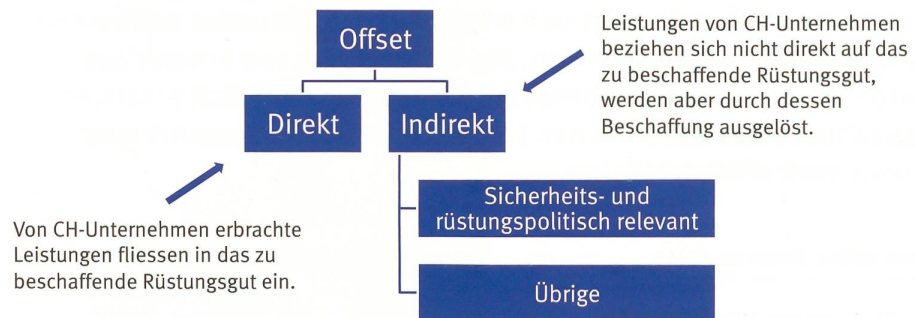 Offset
Leistungen von CH-Unternehmen
beziehen sich nicht direkt auf das
zu beschaffende Rüstungsgut,
werden aber durch dessen
Beschaffung ausgelöst.
Direkt
Indirekt
Von CH-Unternehmen erbrachte
Leistungen fliessen in das zu
beschaffende Rüstungsgut ein.
Sicherheits- und
rüstungspolitisch relevant
Übrige